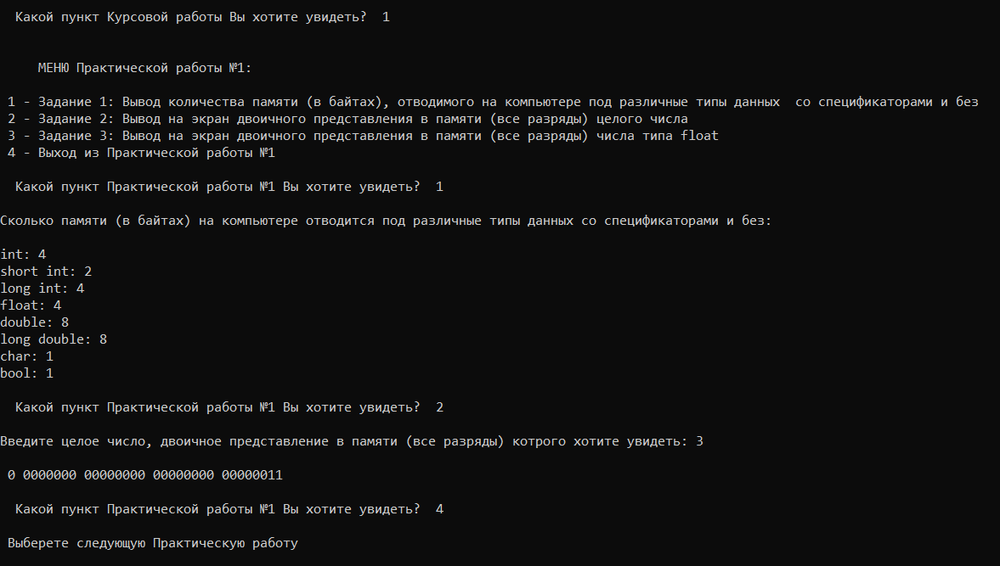 Какой пункт Курсовой работы Вы хотите увидеть?  1
МЕНЮ Практической работы №1:
1 - Задание 1: Вывод количества памяти (в байтах), отводимого на компьютере под различные типы данных  со спецификаторами и без
2 - Задание 2: Вывод на экран двоичного представления в памяти (все разряды) целого числа
3 - Задание 3: Вывод на экран двоичного представления в памяти (все разряды) числа типа float
4 - Выход из Практической работы №1
Какой пункт Практической работы №1 Вы хотите увидеть?  1
Сколько памяти (в байтах) на компьютере отводится под различные типы данных со спецификаторами и без:
int: 4
short int: 2
long int: 4
float: 4
double: 8
long double: 8
char: 1
bool: 1
Какой пункт Практической работы №1 Вы хотите увидеть?  2
Введите целое число, двоичное представление в памяти (все разряды) котрого хотите увидеть: 3
0 0000000 00000000 00000000 00000011
Какой пункт Практической работы №1 Вы хотите увидеть?  4
Выберете следующую Практическую работу